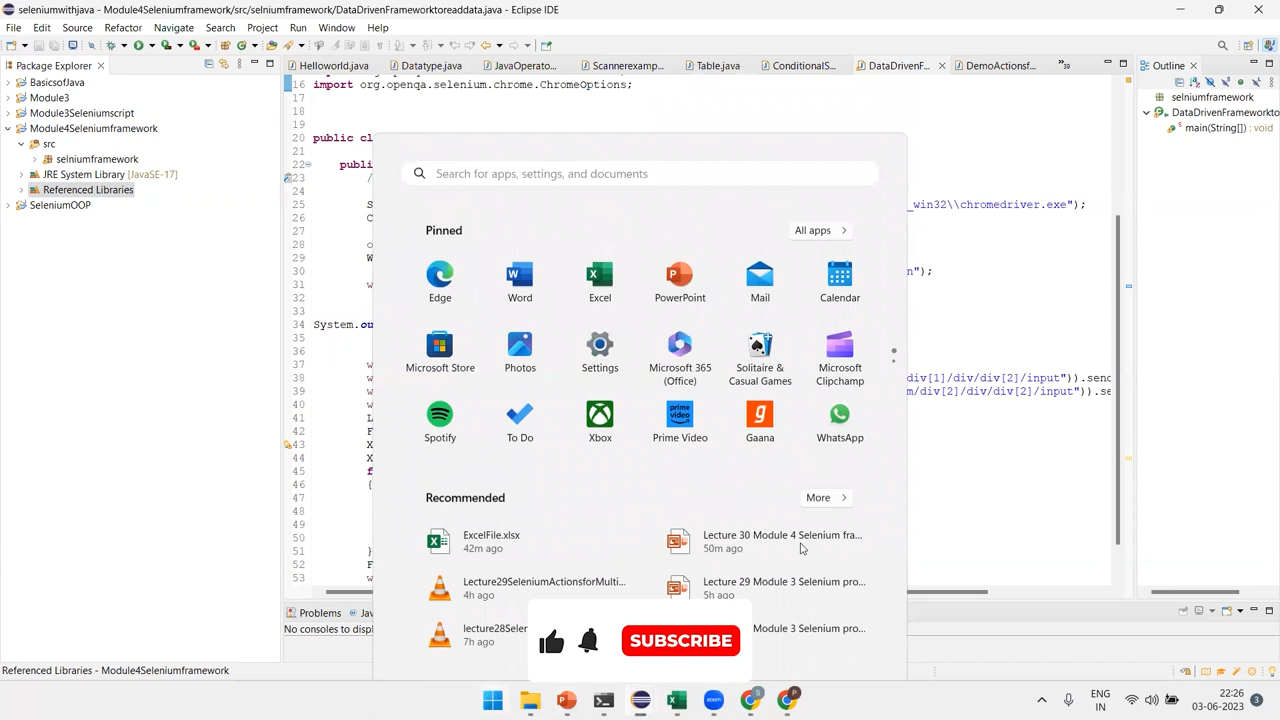 seleniumwithjava - Module4Seleniumframework/src/selniumframework/DataDrivenFrameworktoreaddata.java - Eclipse IDE
File Edit Source Refactor Navigate Search Project Run Window Help
Package Explorer
Helloworld.java Datatype.java JavaOperato... Scannerexamp... Table.java ConditionalS... DataDrivenF... DemoActionsf...
Outline
BasicsofJava
Module3
Module3Seleniumscript
Module4Seleniumframework
src
selniumframework
JRE System Library [JavaSE-17]
Referenced Libraries
SeleniumOOP
16 import org.openqa.selenium.chrome.ChromeOptions;
17
18
19
20 public cl
21
22 publi
23 /
24
25 S _win32\\chromedriver.exe");
26 C
27
28 o
29 W
30 n");
31 w
32
33
34 System.ou
35
36
37 w
38 w div[1]/div/div[2]/input")).send
39 w m/div[2]/div/div[2]/input")).se
40 w
41 L
42 F
43 X
44 X
45 f
46 {
47
48
49
50
51 }
52 F
53 w
selniumframework
DataDrivenFrameworkto
main(String[]) : void
Search for apps, settings, and documents
Pinned
All apps
Edge Word Excel PowerPoint Mail Calendar
Microsoft Store Photos Settings Microsoft 365 (Office) Solitaire & Casual Games Microsoft Clipchamp
Spotify To Do Xbox Prime Video Gaana WhatsApp
Recommended
More
ExcelFile.xlsx
42m ago
Lecture 30 Module 4 Selenium fra...
50m ago
Lecture29SeleniumActionsforMulti...
4h ago
Lecture 29 Module 3 Selenium pro...
5h ago
lecture28Seler
7h ago
Module 3 Selenium pro...
SUBSCRIBE
Problems Jav
No consoles to displ
Referenced Libraries - Module4Seleniumframework
zoom
S
P
ENG
IN
22:26
03-06-2023
3